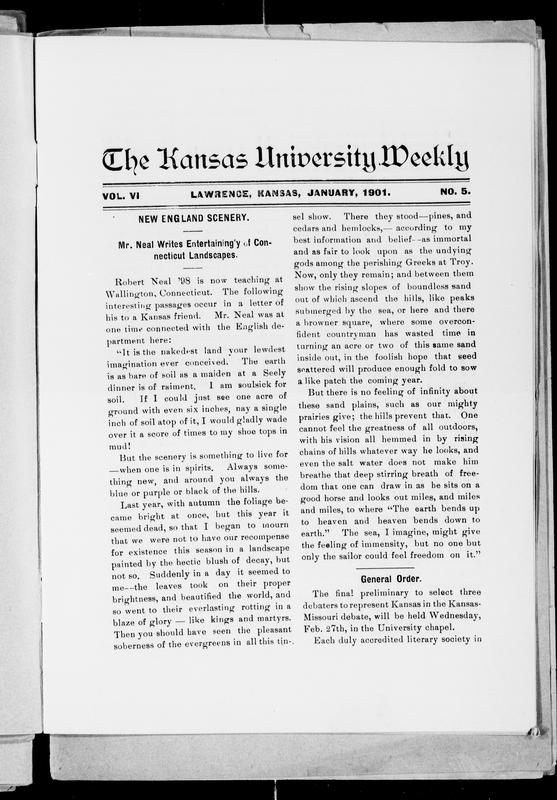 The Kansas University Weekly
VOL. VI LAWRENCE, KANSAS, JANUARY, 1901. NO. 5.
NEW ENGLAND SCENERY.
Mr. Neal Writes Entertaining'y of Con-
necticut Landscapes.
Robert Neal '98 is now teaching at
Wallington, Connecticut. The following
interesting passages occur in a letter of
his to a Kansas friend. Mr. Neal was at
one time connected with the English de-
partment here:
"It is the nakedest land your lewdest
imagination ever conceived. The earth
is as bare of soil as a maiden at a Seely
dinner is of raiment. I am soulsick for
soil. If I could just see one acre of
ground with even six inches, nay a single
inch of soil atop of it, I would gladly wade
over it a score of times to my shoe tops in
mud!
But the scenery is something to live for
—when one is in spirits. Always some-
thing new, and around you always the
blue or purple or black of the hills.
Last year, with autumn the foliage be-
came bright at once, but this year it
seemed dead, so that I began to mourn
that we were not to have our recompense
for existence this season in a landscape
painted by the hectic blush of decay, but
not so. Suddenly in a day it seemed to
me--the leaves took on their proper
brightness, and beautified the world, and
so went to their everlasting rotting in a
blaze of glory — like kings and martyrs.
Then you should have seen the pleasant
soberness of the evergreens in all this tin-
sel show. There they stood—pines, and
cedars and hemlocks,— according to my
best information and belief--as immortal
and as fair to look upon as the undying
gods among the perishing Greeks at Troy.
Now, only they remain; and between them
show the rising slopes of boundless sand
out of which ascend the hills, like peaks
submerged by the sea, or here and there
a browner square, where some overcon-
fident countryman has wasted time in
turning an acre or two of this same sand
inside out, in the foolish hope that seed
scattered will produce enough fold to sow
a like patch the coming year.
But there is no feeling of infinity about
these sand plains, such as our mighty
prairies give; the hills prevent that. One
cannot feel the greatness of all outdoors,
with his vision all hemmed in by rising
chains of hills whatever way he looks, and
even the salt water does not make him
breathe that deep stirring breath of free-
dom that one can draw in as he sits on a
good horse and looks out miles, and miles
and miles, to where "The earth bends up
to heaven and heaven bends down to
earth." The sea, I imagine, might give
the feeling of immensity, but no one but
only the sailor could feel freedom on it."
General Order.
The final preliminary to select three
debaters to represent Kansas in the Kansas-
Missouri debate, will be held Wednesday,
Feb. 27th, in the University chapel.
Each duly accredited literary society in